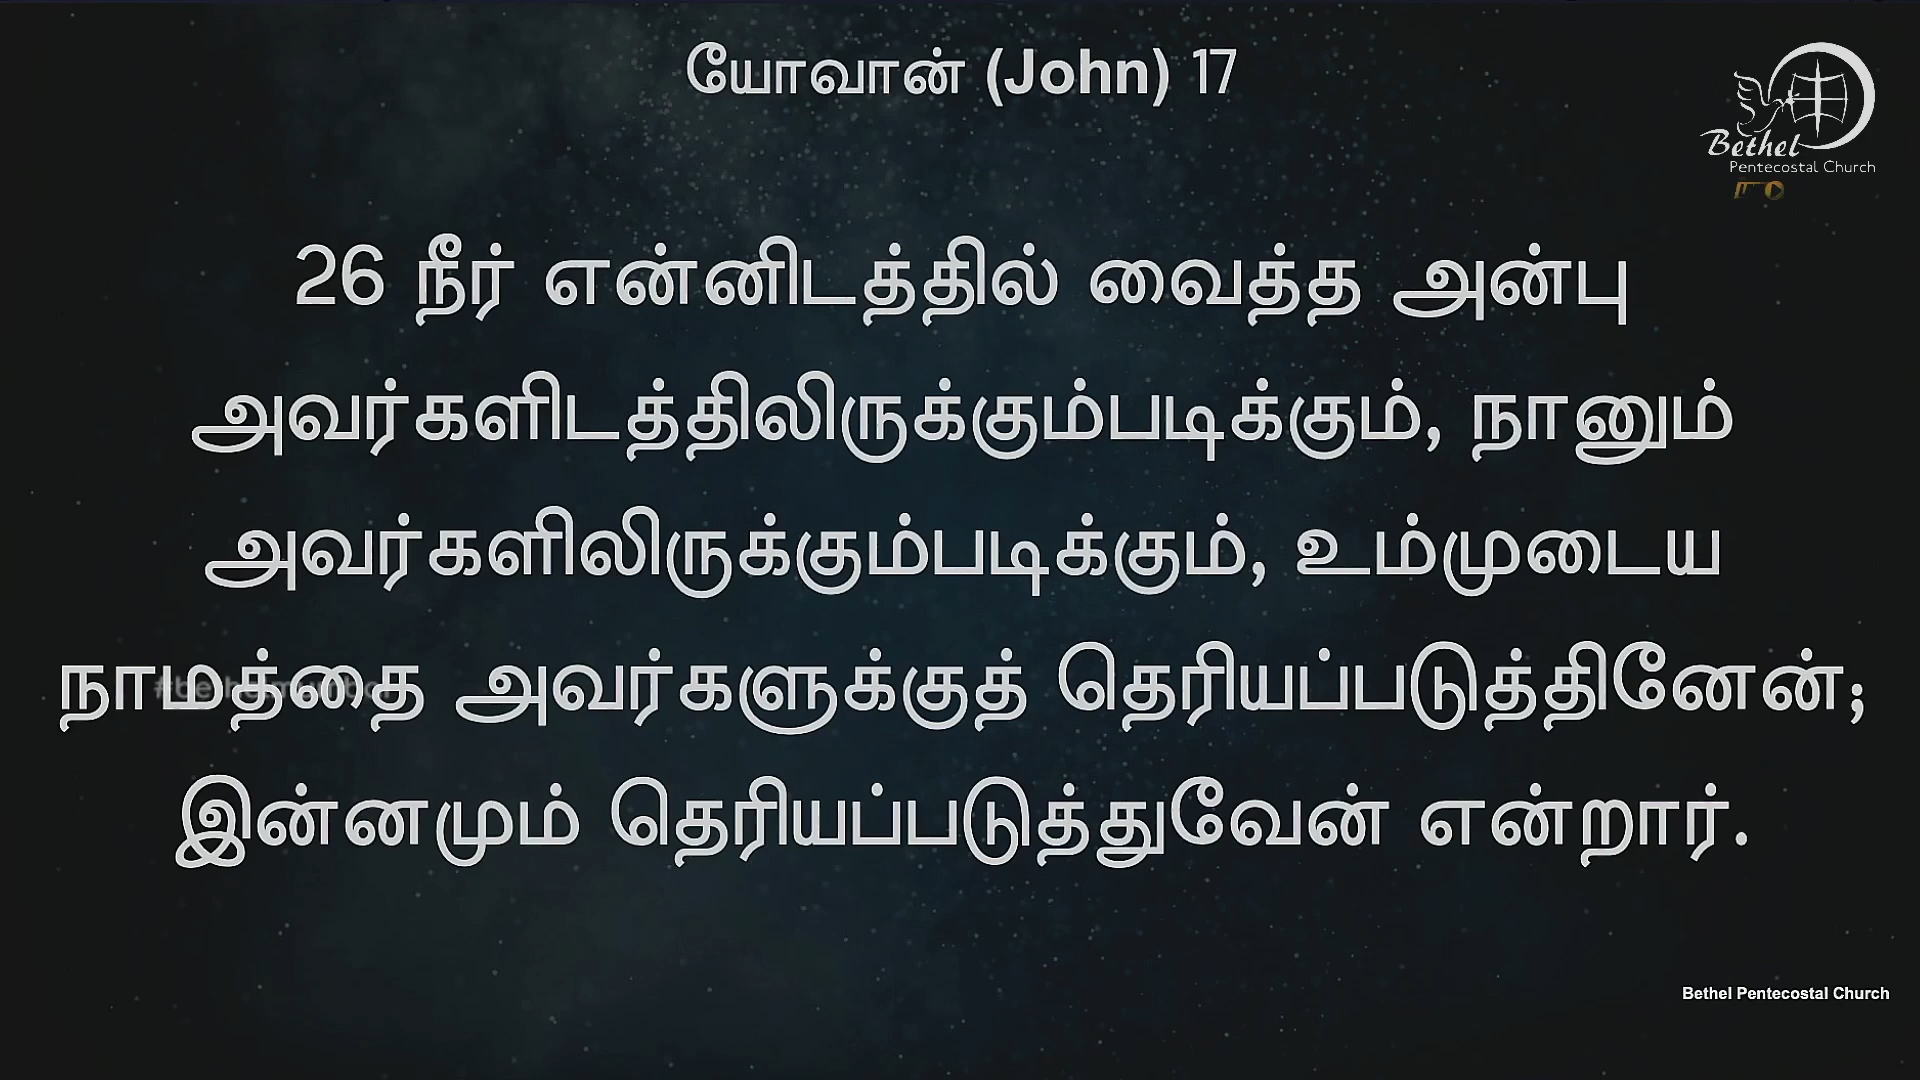 யோவான் (John) 17
Bethel
Pentecostal Church
26 நீர் என்னிடத்தில் வைத்த அன்பு
அவர்களிடத்திலிருக்கும்படிக்கும், நானும்
அவர்களிலிருக்கும்படிக்கும், உம்முடைய
நாமத்தை அவர்களுக்குத் தெரியப்படுத்தினேன்;
இன்னமும் தெரியப்படுத்துவேன் என்றார்.
Bethel Pentecostal Church